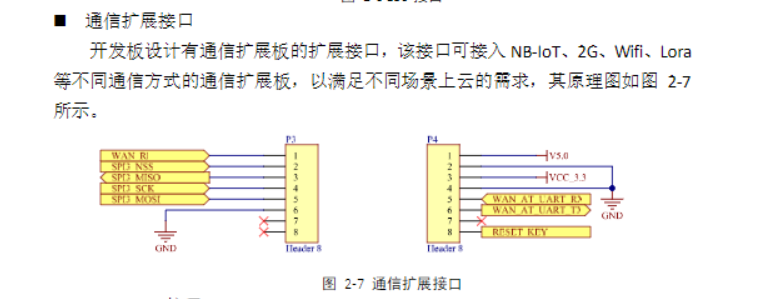 ■ 通信扩展接口
开发板设计有通信扩展板的扩展接口，该接口可接入 NB-IoT、2G、Wifi、Lora
等不同通信方式的通信扩展板，以满足不同场景上云的需求，其原理图如图 2-7
所示。
P3
WAN_RI 1
SPI3_NSS 2
SPI3_MISO 3
SPI3_SCK 4
SPI3_MOSI 5
6
7
8
GND
Header 8
P4
1 V5.0
2
3 VCC_3.3
4
5 WAN_AT_UART_RX
6 WAN_AT_UART_TX
7
8 RESET_KEY
GND
Header 8
图 2-7 通信扩展接口